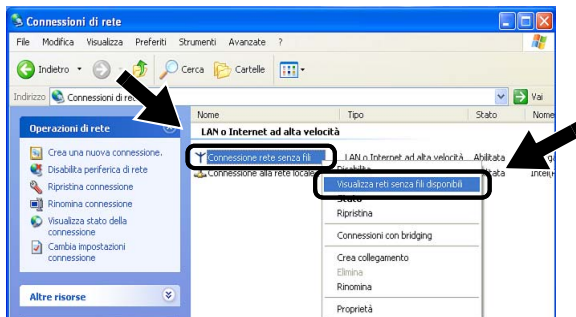 Connessioni di rete
File Modifica Visualizza Preferiti Strumenti Avanzate ?
Indietro Cerca Cartelle
Indirizzo Connessioni di rete Vai
Nome Tipo Stato Nome
Operazioni di rete
LAN o Internet ad alta velocità
Crea una nuova connessione.
Disabilita periferica di rete
Ripristina connessione
Rinomina connessione
Visualizza stato della
connessione
Cambia impostazioni
connessione
Altre risorse
Connessione rete senza fili LAN o Internet ad alta velocità Abilitata
Connessione alla rete locale
Disabilita
Visualizza reti senza fili disponibili
Stato
Ripristina
Connessioni con bridging
Crea collegamento
Elimina
Rinomina
Proprietà